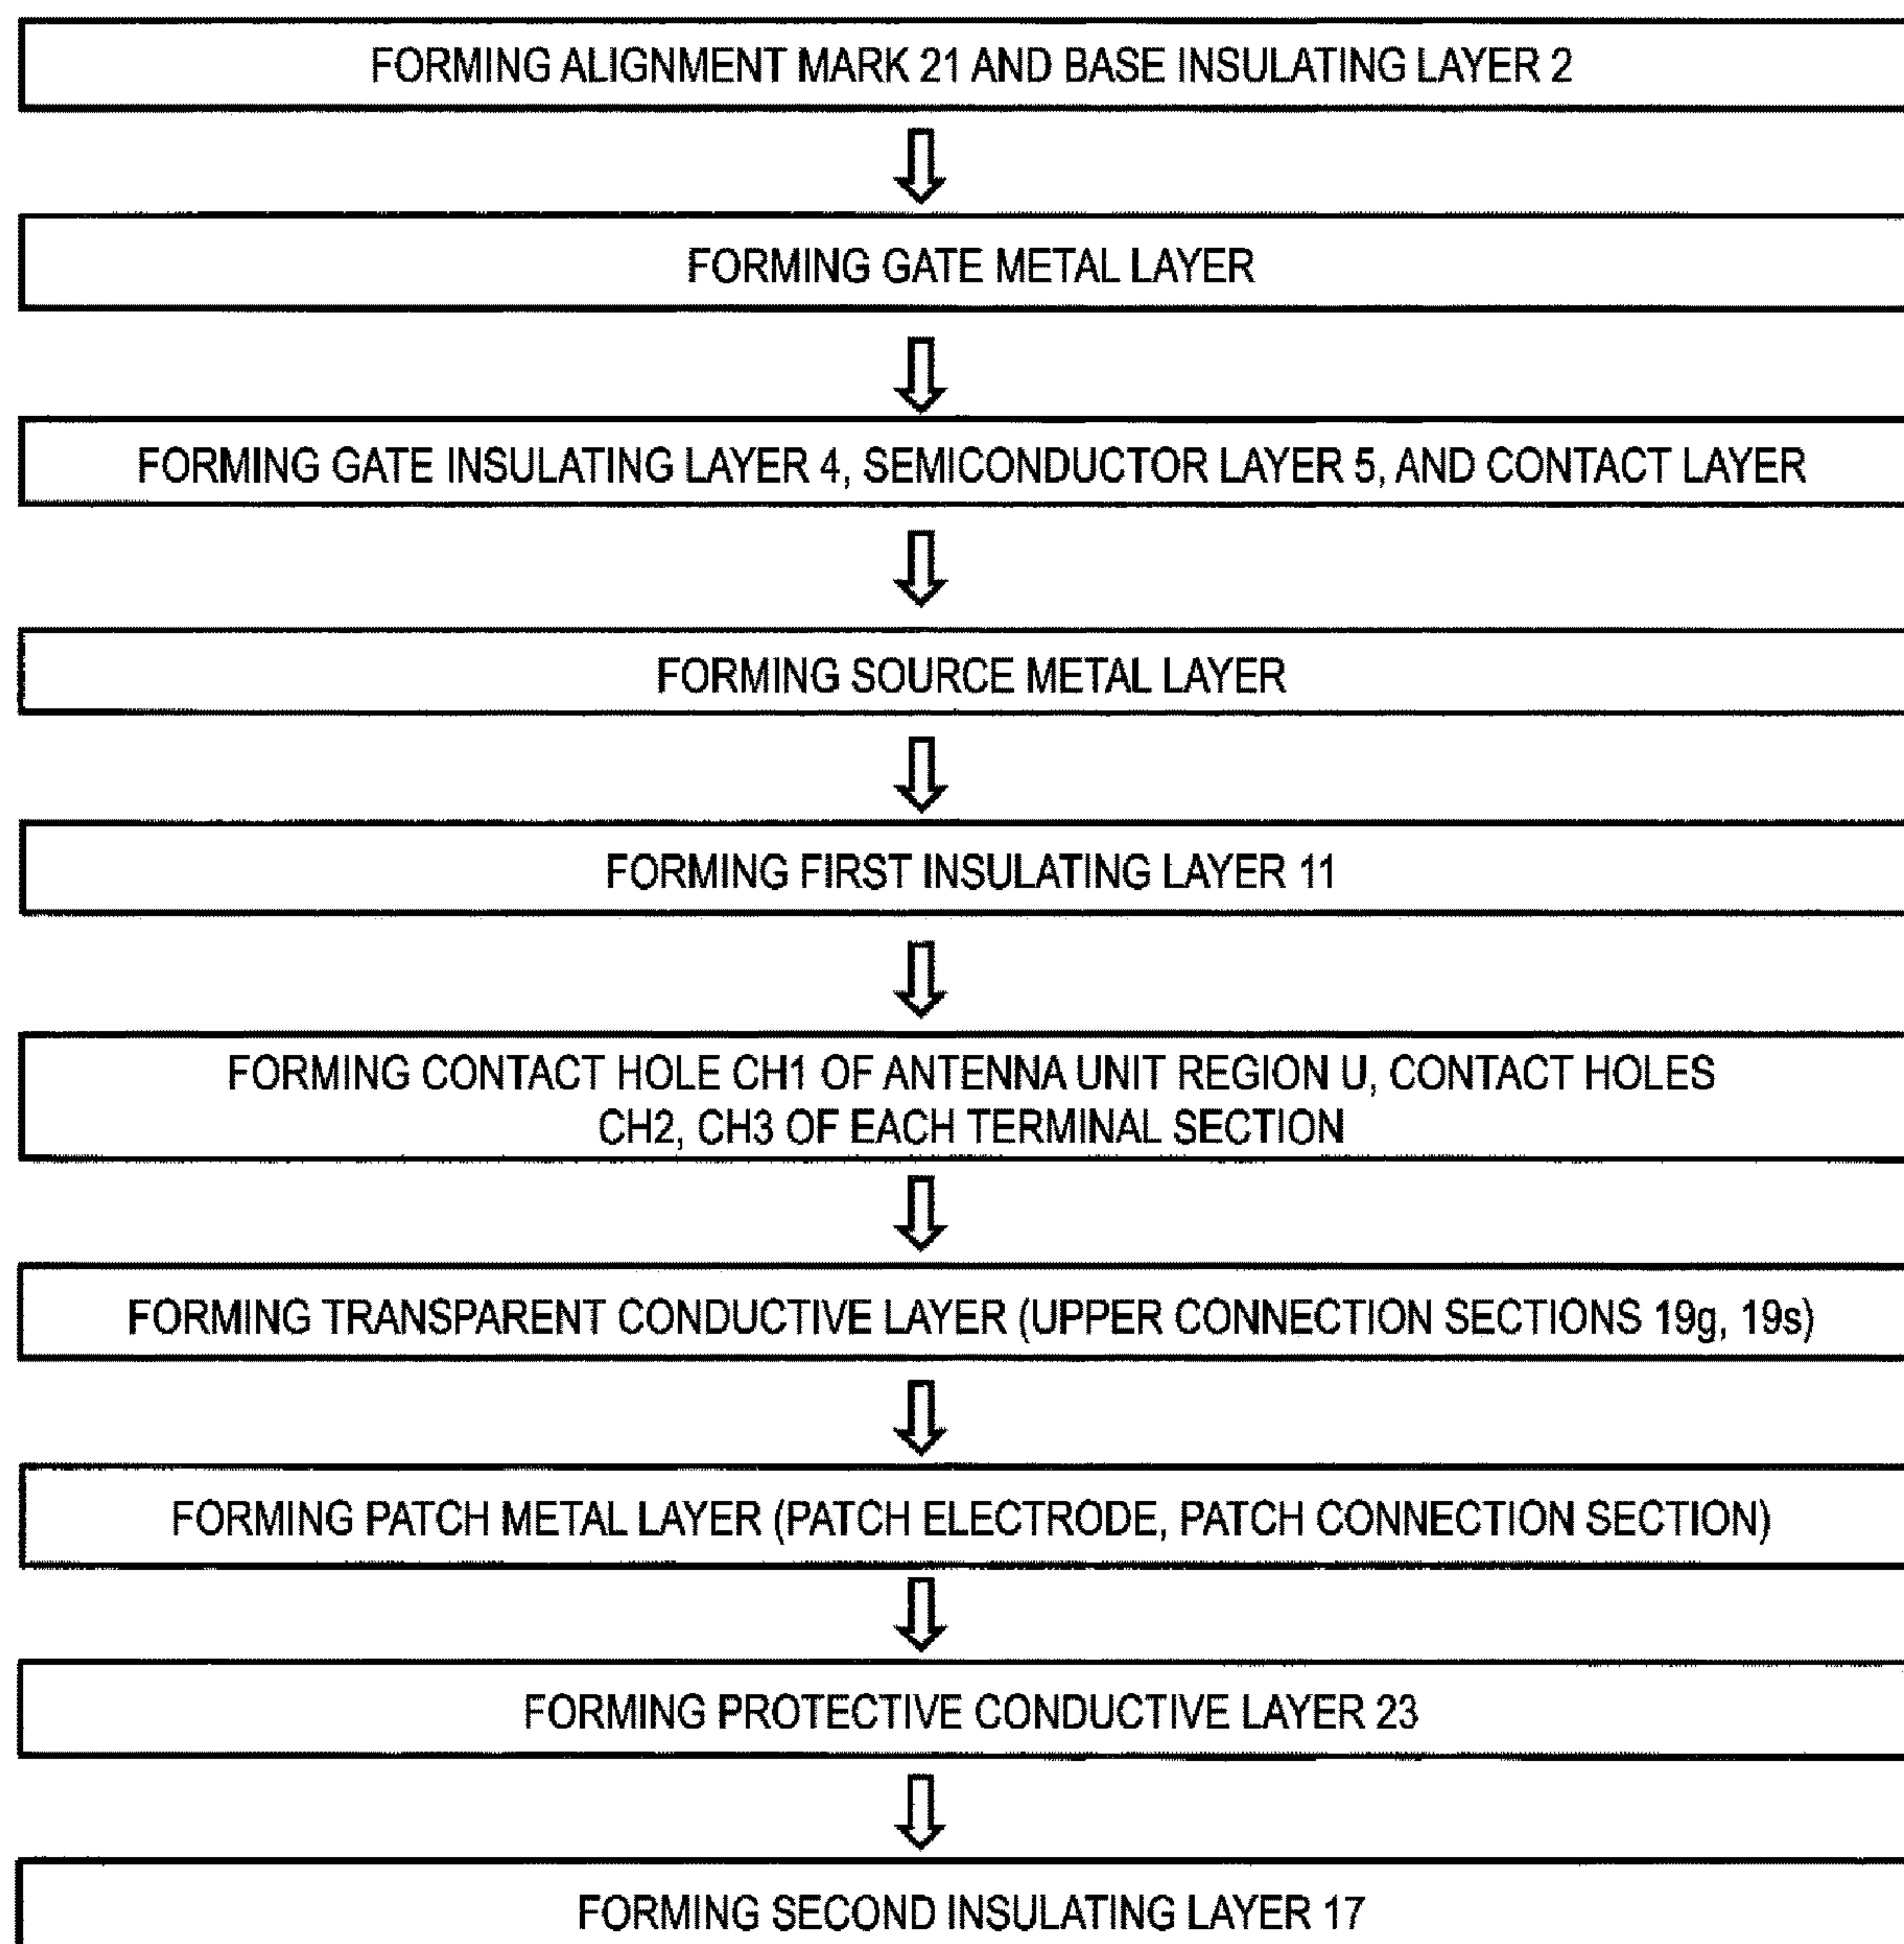 FORMING ALIGNMENT MARK 21 AND BASE INSULATING LAYER 2
FORMING GATE METAL LAYER
FORMING GATE INSULATING LAYER 4, SEMICONDUCTOR LAYER 5, AND CONTACT LAYER
FORMING SOURCE METAL LAYER
FORMING FIRST INSULATING LAYER 11
FORMING CONTACT HOLE CH1 OF ANTENNA UNIT REGION U, CONTACT HOLES
CH2, CH3 OF EACH TERMINAL SECTION
FORMING TRANSPARENT CONDUCTIVE LAYER (UPPER CONNECTION SECTIONS 19g, 19s)
FORMING PATCH METAL LAYER (PATCH ELECTRODE, PATCH CONNECTION SECTION)
FORMING PROTECTIVE CONDUCTIVE LAYER 23
FORMING SECOND INSULATING LAYER 17